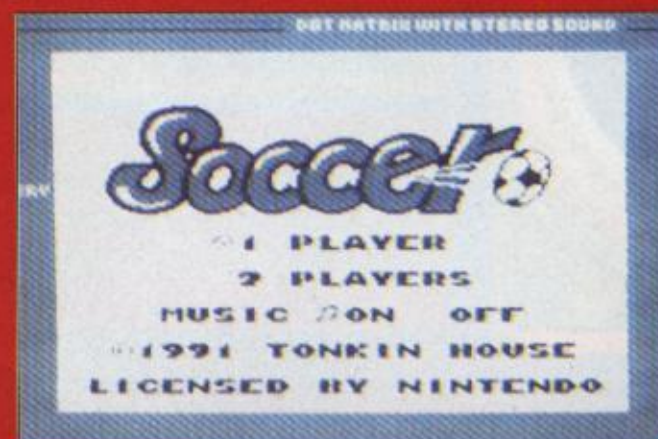 DOT MATRIX WITH STEREO SOUND
Soccer
1 PLAYER
2 PLAYERS
MUSIC ♫ON OFF
©1991 TONKIN HOUSE
LICENSED BY NINTENDO